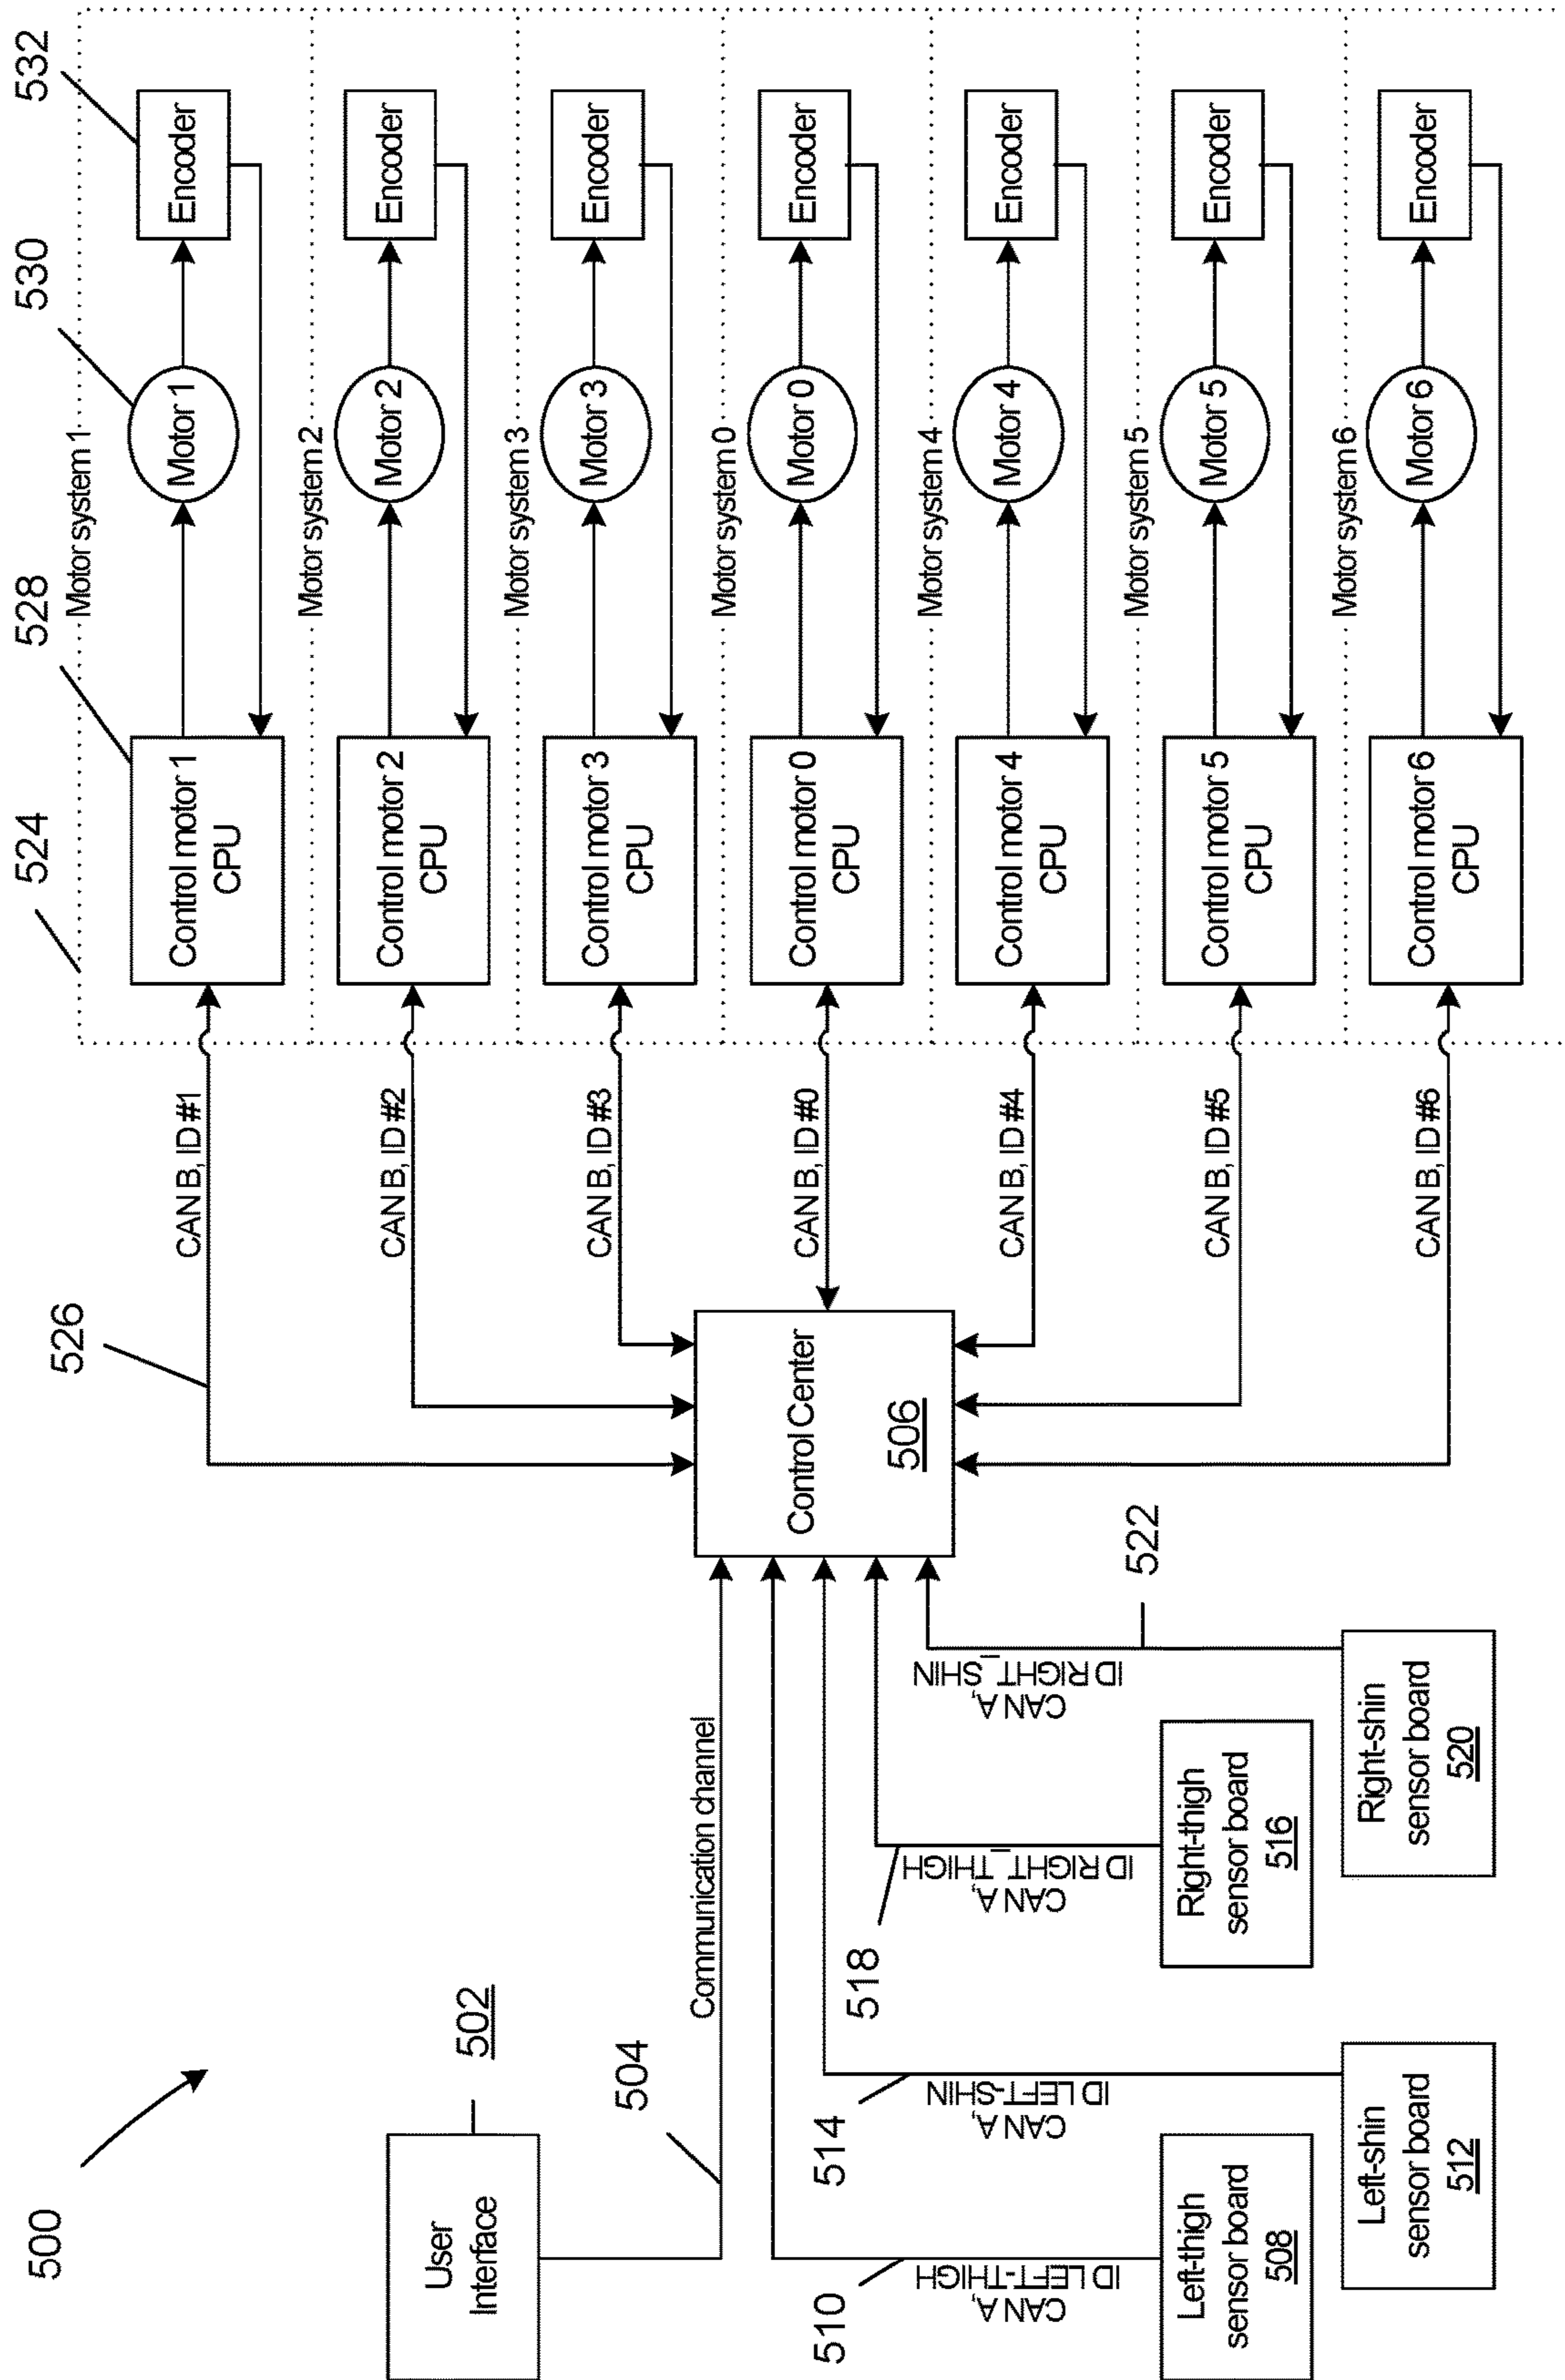 500
User
Interface
502
504
Communication channel
Left-thigh
sensor board
508
510
CAN A,
ID LEFT-THIGH
Left-shin
sensor board
512
514
CAN A,
ID LEFT-SHIN
Right-thigh
sensor board
516
518
CAN A,
ID RIGHT_THIGH
Right-shin
sensor board
520
522
CAN A,
ID RIGHT_SHIN
Control Center
506
526
CAN B, ID #1
CAN B, ID #2
CAN B, ID #3
CAN B, ID #0
CAN B, ID #4
CAN B, ID #5
CAN B, ID #6
524
528
530
532
Motor system 1
Control motor 1
CPU
Motor 1
Encoder
Motor system 2
Control motor 2
CPU
Motor 2
Encoder
Motor system 3
Control motor 3
CPU
Motor 3
Encoder
Motor system 0
Control motor 0
CPU
Motor 0
Encoder
Motor system 4
Control motor 4
CPU
Motor 4
Encoder
Motor system 5
Control motor 5
CPU
Motor 5
Encoder
Motor system 6
Control motor 6
CPU
Motor 6
Encoder